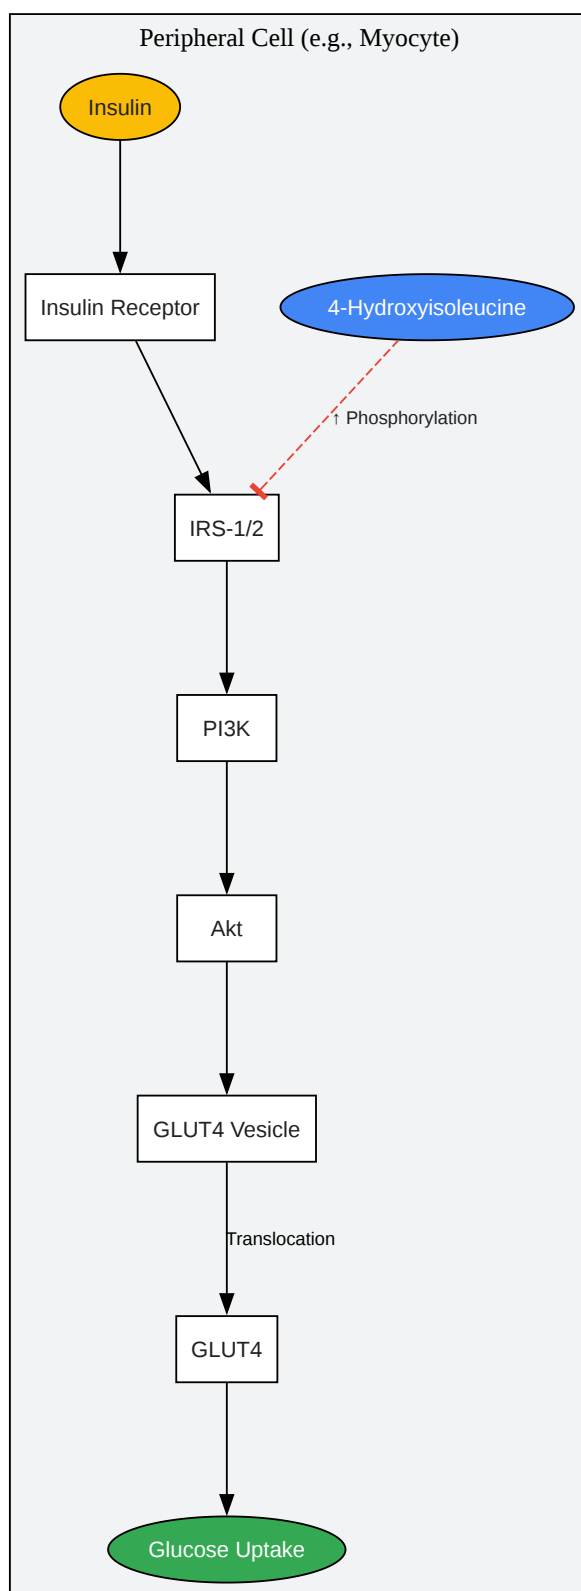 Peripheral Cell (e.g., Myocyte)
Insulin
Insulin Receptor
4-Hydroxyisoleucine
↑ Phosphorylation
IRS-1/2
PI3K
Akt
GLUT4 Vesicle
Translocation
GLUT4
Glucose Uptake